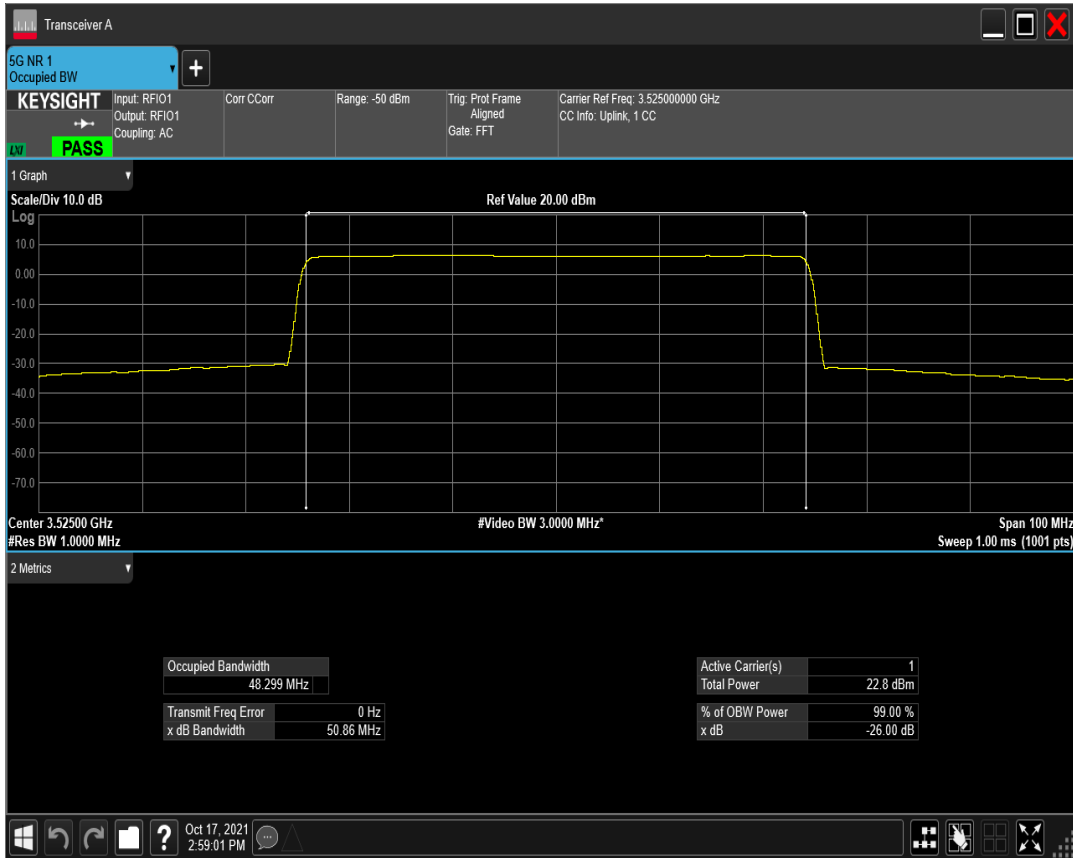 Transceiver A
5G NR 1
Occupied BW
KEYSIGHT
LXI
PASS
Input: RFIO1
Output: RFIO1
Coupling: AC
Corr CCorr
Range: -50 dBm
Trig: Prot Frame
Aligned
Gate: FFT
Carrier Ref Freq: 3.525000000 GHz
CC Info: Uplink, 1 CC
1 Graph
Scale/Div 10.0 dB
Ref Value 20.00 dBm
Log
10.0
0.00
-10.0
-20.0
-30.0
-40.0
-50.0
-60.0
-70.0
Center 3.52500 GHz
#Video BW 3.0000 MHz*
Span 100 MHz
#Res BW 1.0000 MHz
Sweep 1.00 ms (1001 pts)
2 Metrics
Occupied Bandwidth
48.299 MHz
Transmit Freq Error 0 Hz
x dB Bandwidth 50.86 MHz
Active Carrier(s) 1
Total Power 22.8 dBm
% of OBW Power 99.00 %
x dB -26.00 dB
Oct 17, 2021
2:59:01 PM